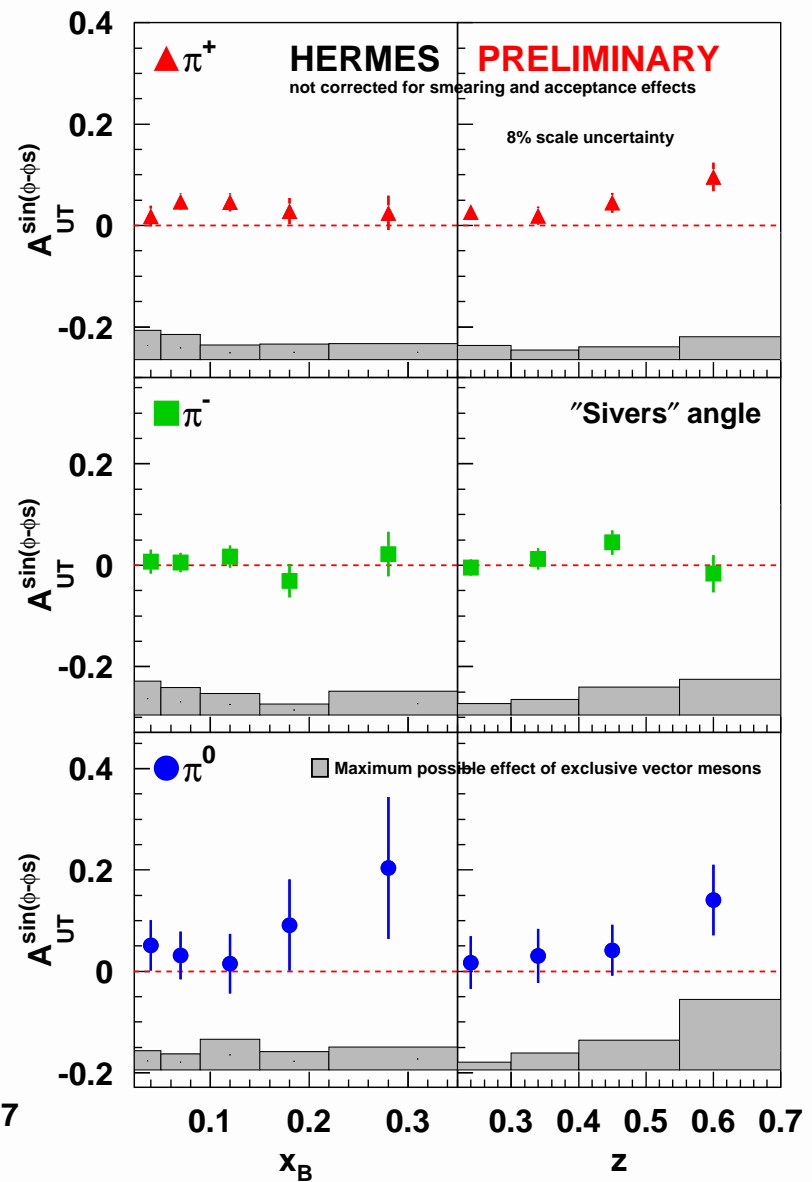 0.4
π+ HERMES PRELIMINARY
not corrected for smearing and acceptance effects
8% scale uncertainty
0.2
0
-0.2
A_UT^sin(ϕ-ϕs)
π- ″Sivers″ angle
0.2
0
-0.2
A_UT^sin(ϕ-ϕs)
0.4
π0
Maximum possible effect of exclusive vector mesons
0.2
0
-0.2
A_UT^sin(ϕ-ϕs)
7
0.1 0.2 0.3 0.3 0.4 0.5 0.6 0.7
x_B z